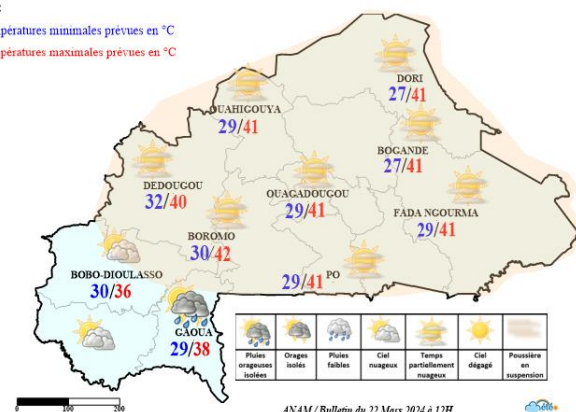 températures minimales prévues en °C
températures maximales prévues en °C
DORI
27/41
OUAHIGOUYA
29/41
BOGANDE
27/41
DEDOUGOU
32/40
OUAGADOUGOU
29/41
FADA NGOURMA
29/41
BOROMO
30/42
PO
29/41
BOBO-DIOULASSO
30/36
GAOUA
29/38
Pluies orageuses isolées
Orages isolés
Pluies faibles
Ciel nuageux
Temps partiellement nuageux
Ciel dégagé
Poussière en suspension
0 100 200
ANAM / Bulletin du 22 Mars 2024 à 12H